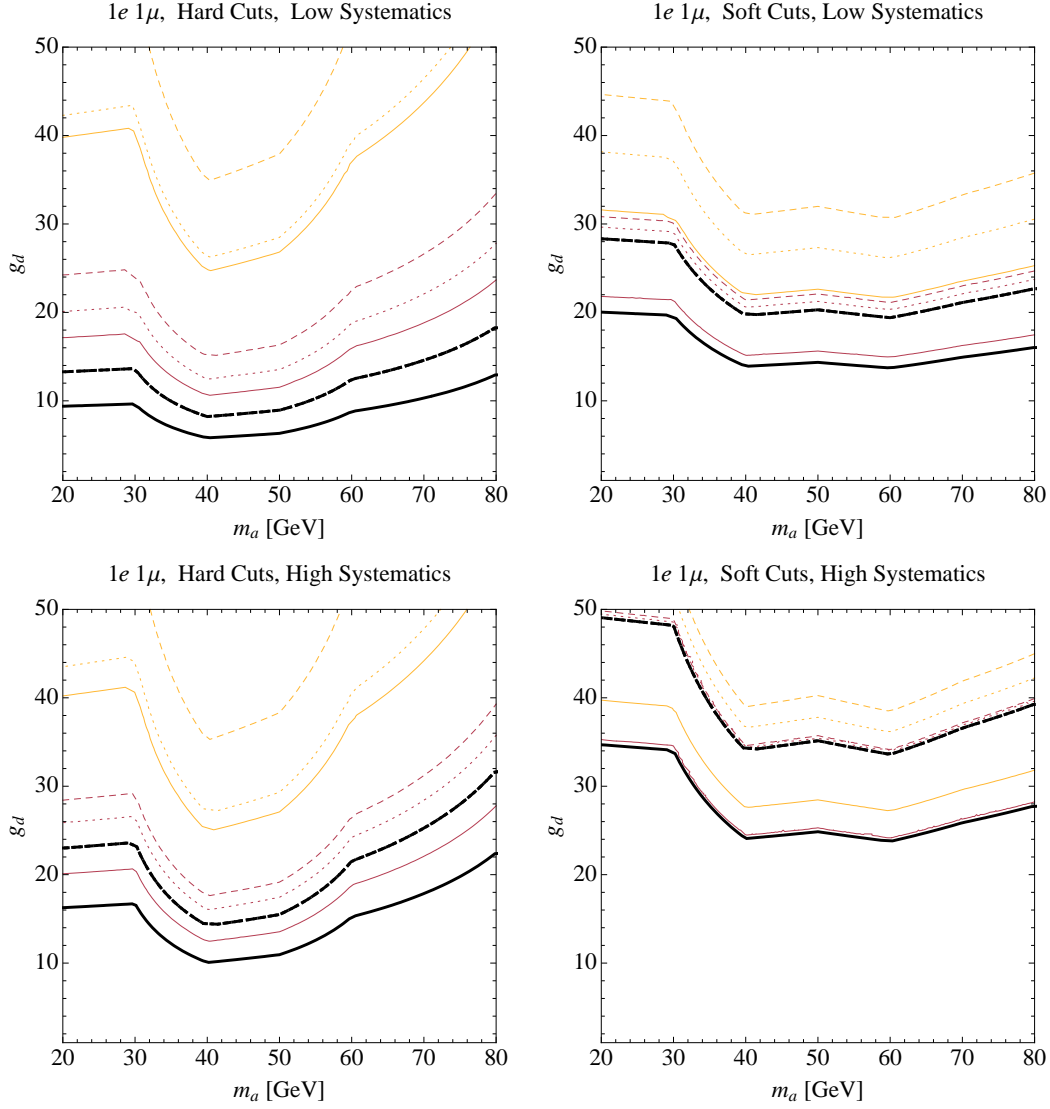 1e 1μ, Hard Cuts, Low Systematics
50
40
30
20
10
g_d
20 30 40 50 60 70 80
m_a [GeV]
1e 1μ, Soft Cuts, Low Systematics
50
40
30
20
10
g_d
20 30 40 50 60 70 80
m_a [GeV]
1e 1μ, Hard Cuts, High Systematics
50
40
30
20
10
g_d
20 30 40 50 60 70 80
m_a [GeV]
1e 1μ, Soft Cuts, High Systematics
50
40
30
20
10
g_d
20 30 40 50 60 70 80
m_a [GeV]